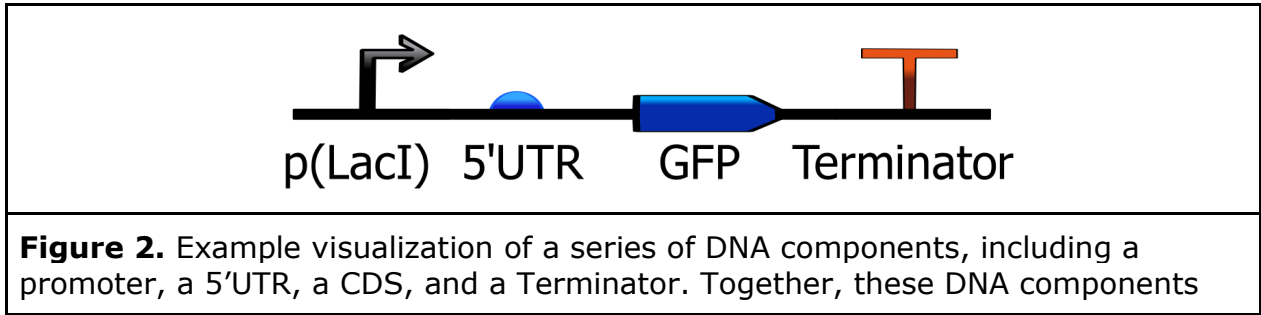 p(LacI) 5'UTR GFP Terminator
Figure 2. Example visualization of a series of DNA components, including a
promoter, a 5’UTR, a CDS, and a Terminator. Together, these DNA components